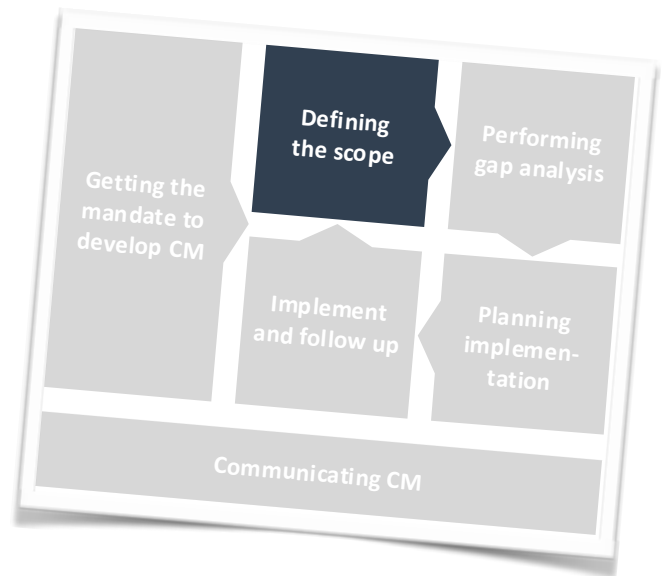 Getting the
mandate to
develop CM
Defining
the scope
Performing
gap analysis
Implement
and follow up
Planning
implemen-
tation
Communicating CM